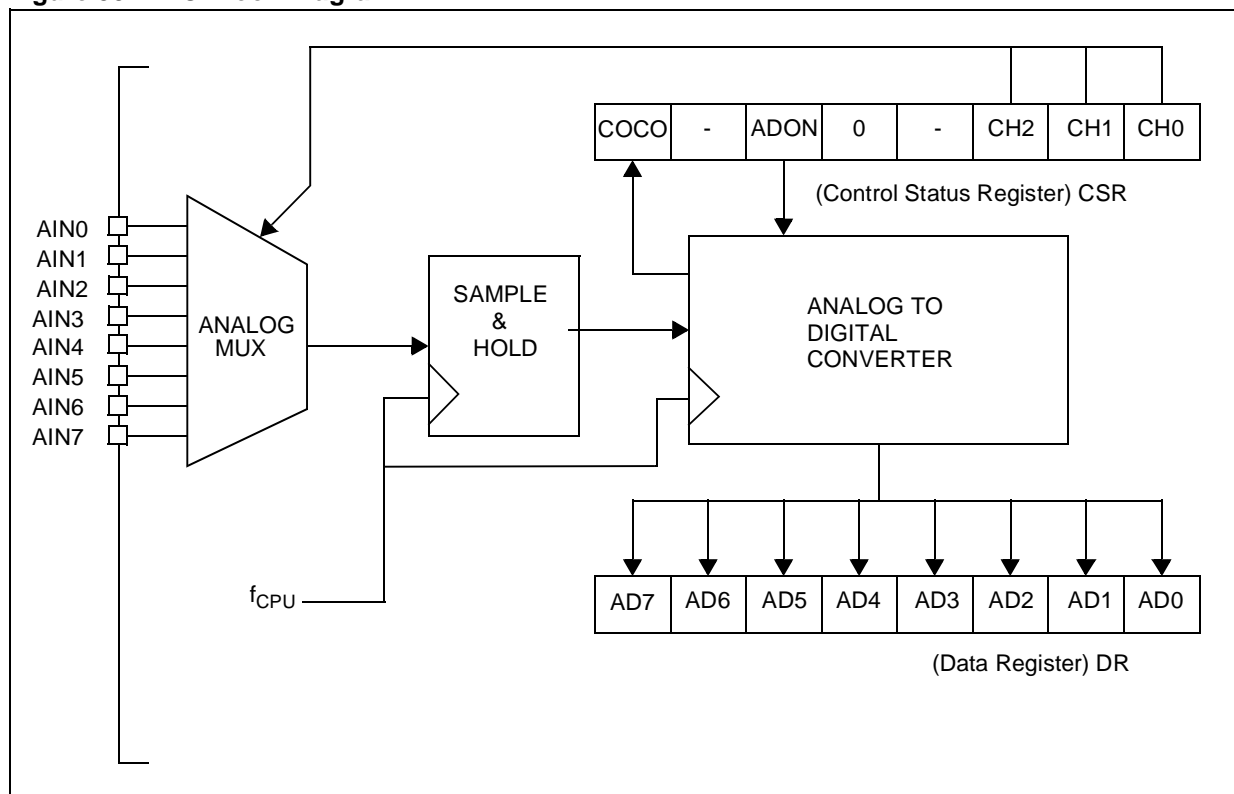 COCO - ADON 0 - CH2 CH1 CH0
(Control Status Register) CSR
AIN0
AIN1
AIN2
AIN3
AIN4
AIN5
AIN6
AIN7
ANALOG
MUX
SAMPLE
&
HOLD
ANALOG TO
DIGITAL
CONVERTER
fCPU
AD7 AD6 AD5 AD4 AD3 AD2 AD1 AD0
(Data Register) DR